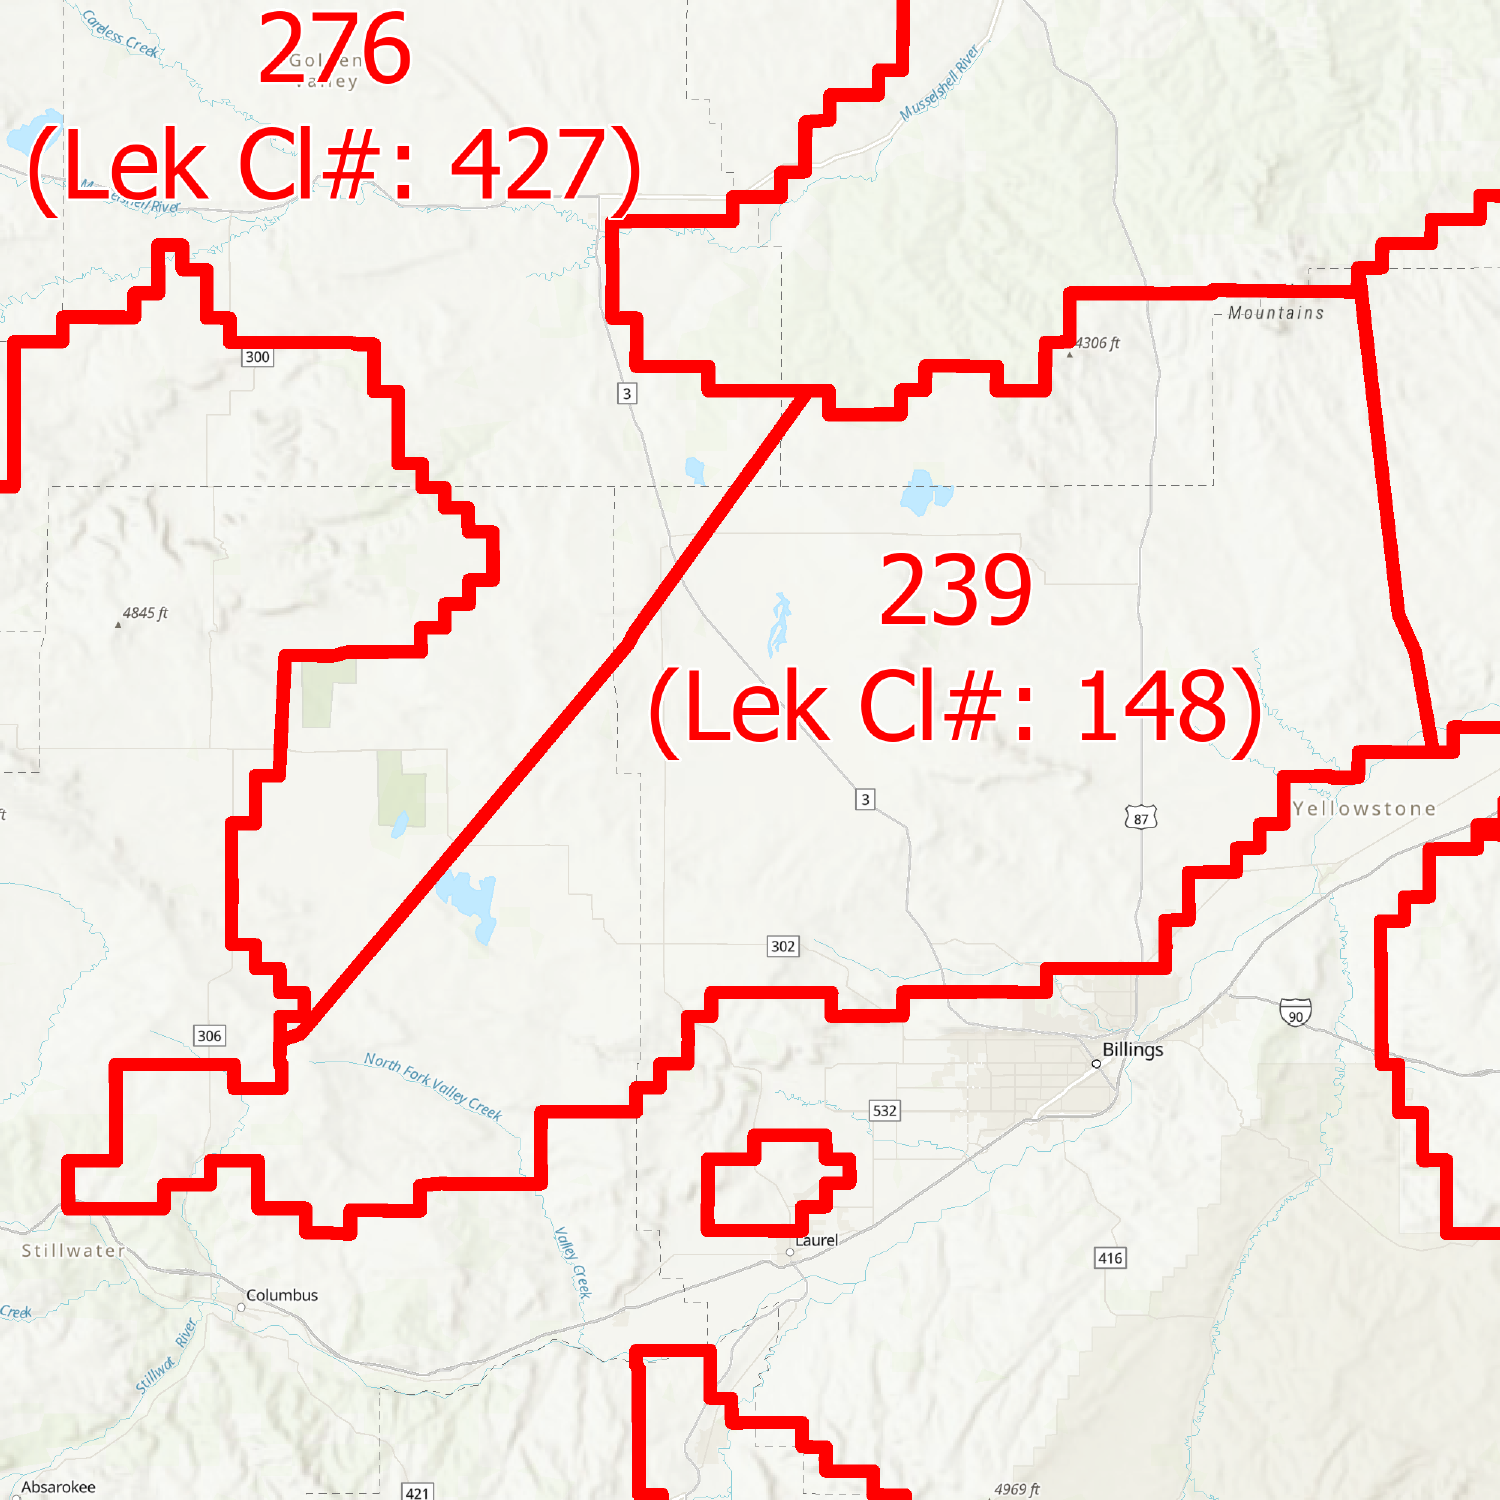 Careless Creek
276
Golden
Valley
Musselshell River
(Lek Cl#: 427)
Musselshell River
Mountains
300
4306 ft
3
239
4845 ft
(Lek Cl#: 148)
3
Yellowstone
87
ft
302
90
306
Billings
North Fork Valley Creek
532
Laurel
Stillwater
Valley Creek
416
Columbus
Creek
Stillwat River
Absarokee
421
4969 ft